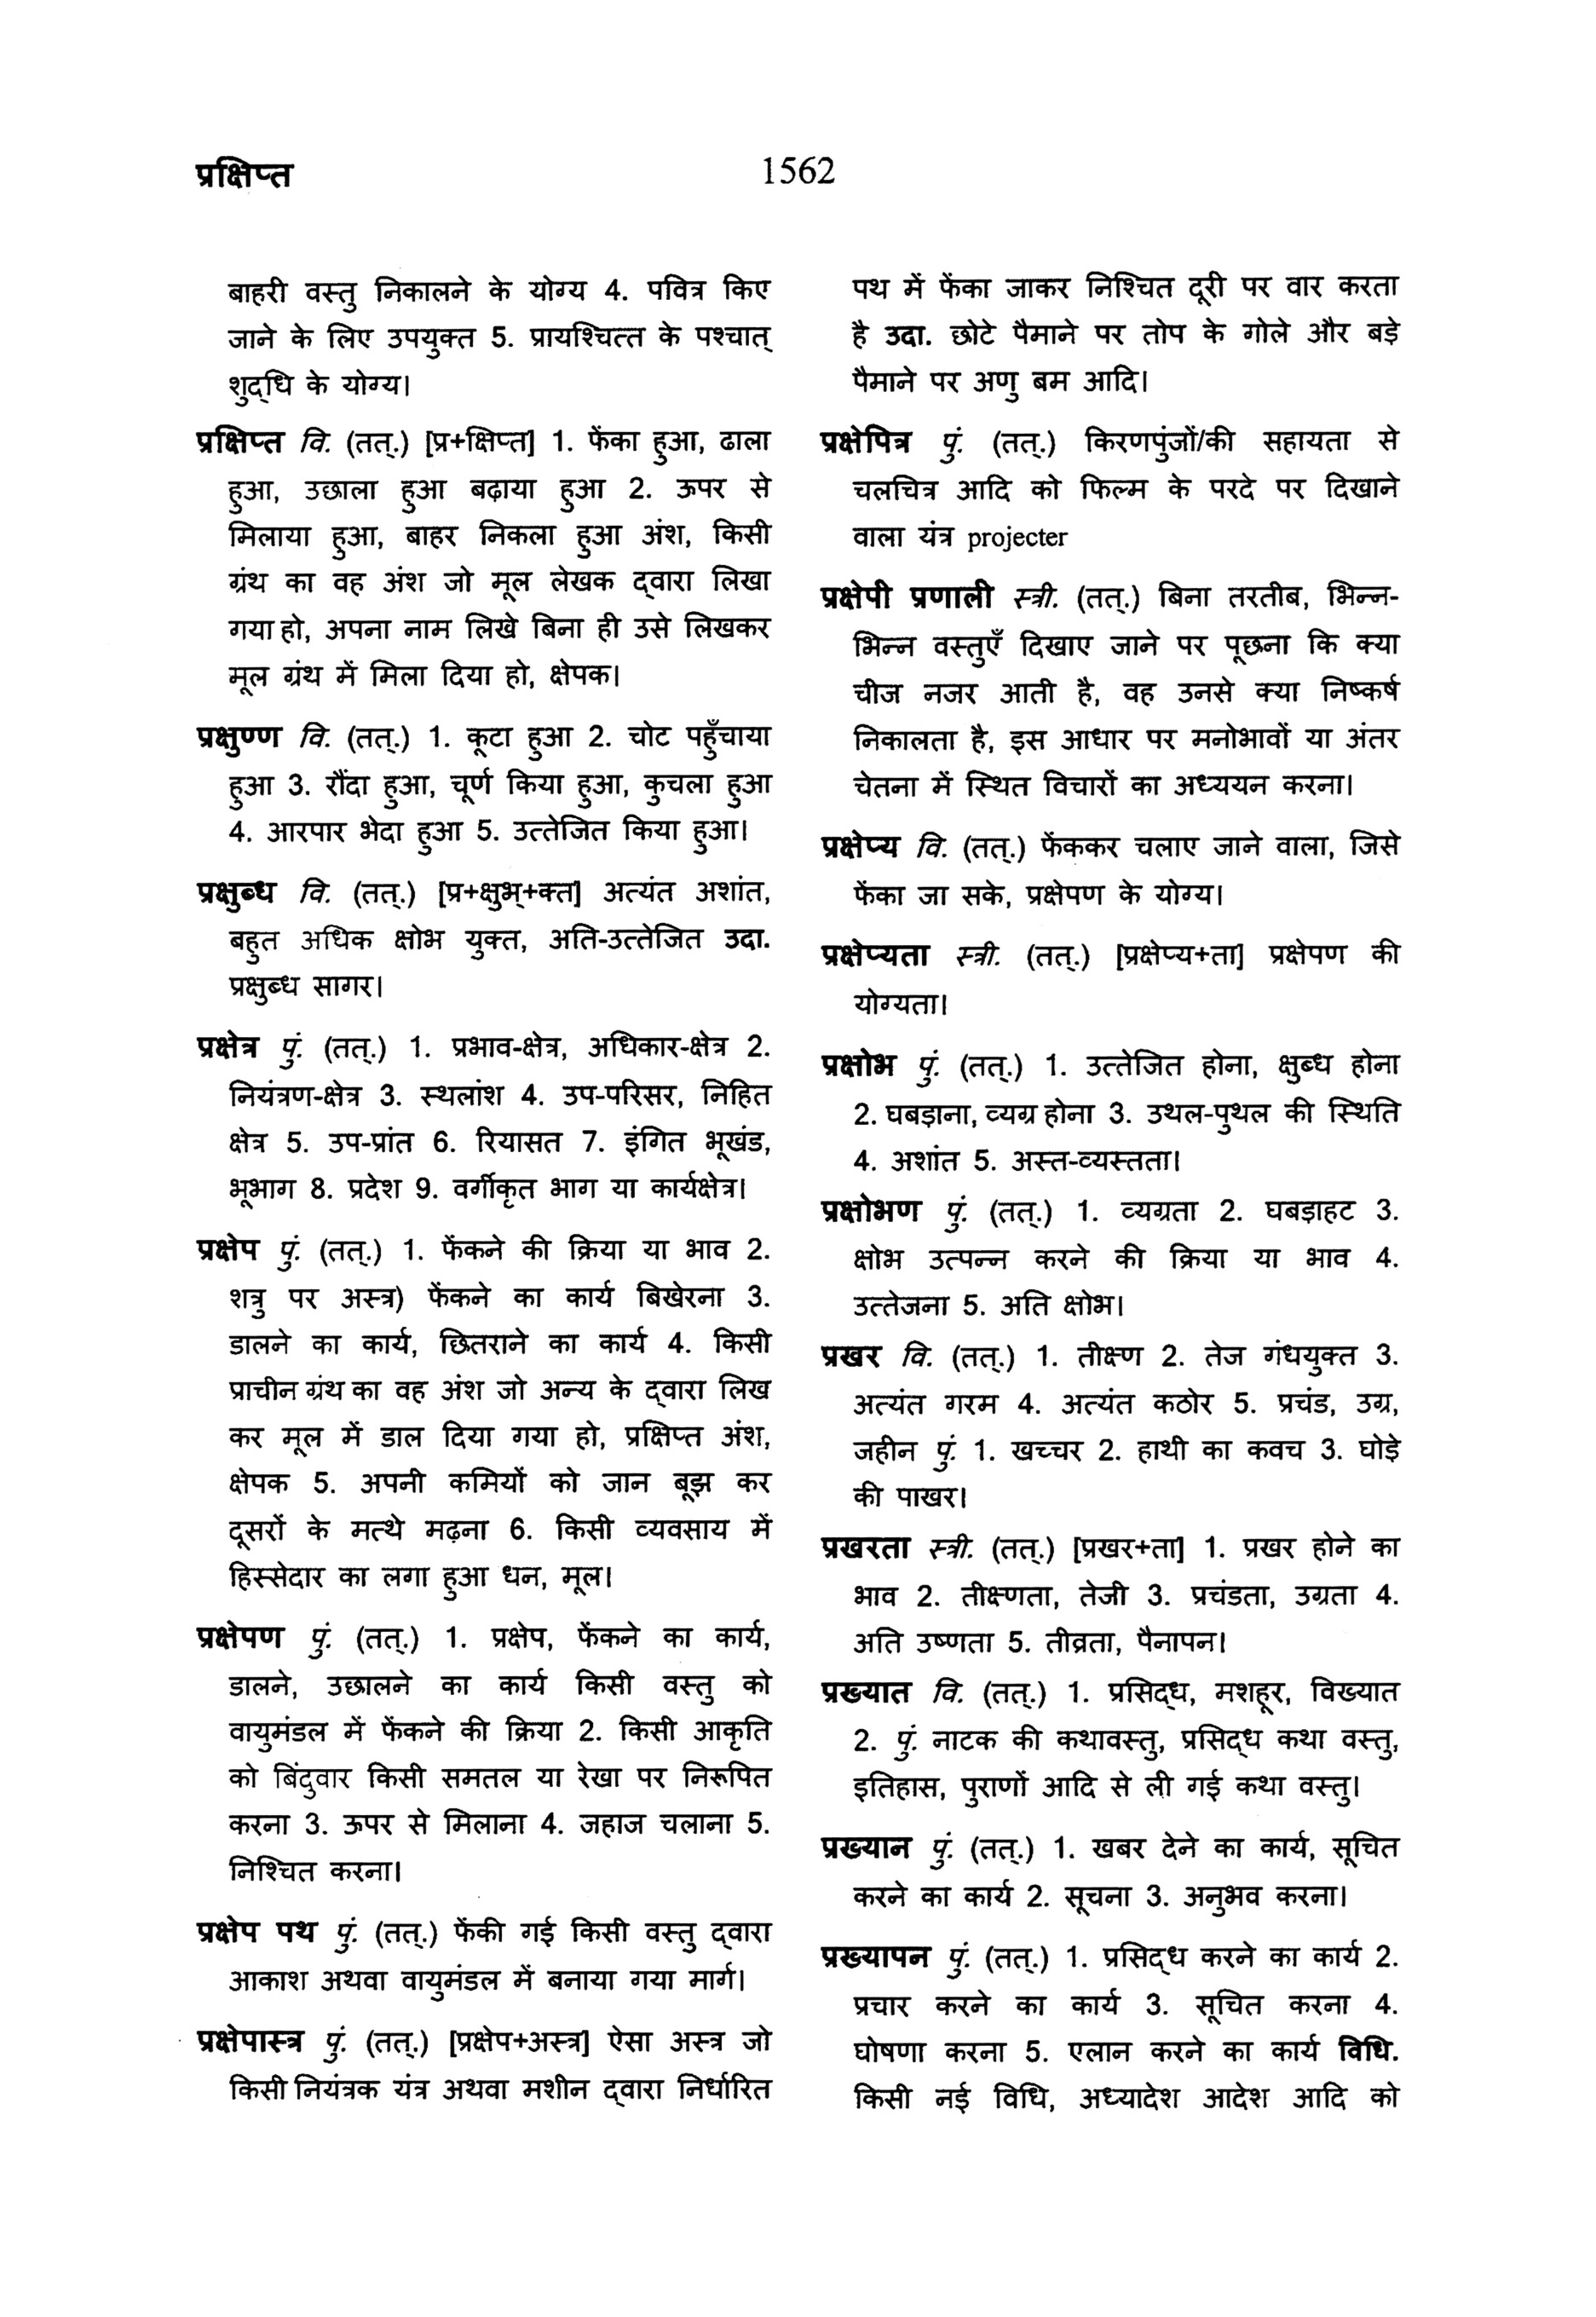 प्रक्षिप्त
1562
बाहरी वस्तु निकालने के योग्य 4. पवित्र किए
जाने के लिए उपयुक्त 5. प्रायश्चित्त के पश्चात्
शुद्धि के योग्य।
प्रक्षिप्त वि. (तत्.) [प्र+क्षिप्त] 1. फेंका हुआ, ढाला
हुआ, उछाला हुआ बढ़ाया हुआ 2. ऊपर से
मिलाया हुआ, बाहर निकला हुआ अंश, किसी
ग्रंथ का वह अंश जो मूल लेखक द्वारा लिखा
गया हो, अपना नाम लिखे बिना ही उसे लिखकर
मूल ग्रंथ में मिला दिया हो, क्षेपक।
प्रक्षुण्ण वि. (तत्.) 1. कूटा हुआ 2. चोट पहुँचाया
हुआ 3. रौंदा हुआ, चूर्ण किया हुआ, कुचला हुआ
4. आरपार भेदा हुआ 5. उत्तेजित किया हुआ।
प्रक्षुब्ध वि. (तत्.) [प्र+क्षुभ्+क्त] अत्यंत अशांत,
बहुत अधिक क्षोभ युक्त, अति-उत्तेजित उदा.
प्रक्षुब्ध सागर।
प्रक्षेत्र पुं. (तत्.) 1. प्रभाव-क्षेत्र, अधिकार-क्षेत्र 2.
नियंत्रण-क्षेत्र 3. स्थलांश 4. उप-परिसर, निहित
क्षेत्र 5. उप-प्रांत 6. रियासत 7. इंगित भूखंड,
भूभाग 8. प्रदेश 9. वर्गीकृत भाग या कार्यक्षेत्र।
प्रक्षेप पुं. (तत्.) 1. फेंकने की क्रिया या भाव 2.
शत्रु पर अस्त्र) फेंकने का कार्य बिखेरना 3.
डालने का कार्य, छितराने का कार्य 4. किसी
प्राचीन ग्रंथ का वह अंश जो अन्य के द्वारा लिख
कर मूल में डाल दिया गया हो, प्रक्षिप्त अंश,
क्षेपक 5. अपनी कमियों को जान बूझ कर
दूसरों के मत्थे मढ़ना 6. किसी व्यवसाय में
हिस्सेदार का लगा हुआ धन, मूल।
प्रक्षेपण पुं. (तत्.) 1. प्रक्षेप, फेंकने का कार्य,
डालने, उछालने का कार्य किसी वस्तु को
वायुमंडल में फेंकने की क्रिया 2. किसी आकृति
को बिंदुवार किसी समतल या रेखा पर निरूपित
करना 3. ऊपर से मिलाना 4. जहाज चलाना 5.
निश्चित करना।
प्रक्षेप पथ पुं. (तत्.) फेंकी गई किसी वस्तु द्वारा
आकाश अथवा वायुमंडल में बनाया गया मार्ग।
प्रक्षेपास्त्र पुं. (तत्.) [प्रक्षेप+अस्त्र] ऐसा अस्त्र जो
किसी नियंत्रक यंत्र अथवा मशीन द्वारा निर्धारित
पथ में फेंका जाकर निश्चित दूरी पर वार करता
है उदा. छोटे पैमाने पर तोप के गोले और बड़े
पैमाने पर अणु बम आदि।
प्रक्षेपित्र पुं. (तत्.) किरणपुंजों/की सहायता से
चलचित्र आदि को फिल्म के परदे पर दिखाने
वाला यंत्र projecter
प्रक्षेपी प्रणाली स्त्री. (तत्.) बिना तरतीब, भिन्न-
भिन्न वस्तुएँ दिखाए जाने पर पूछना कि क्या
चीज नजर आती है, वह उनसे क्या निष्कर्ष
निकालता है, इस आधार पर मनोभावों या अंतर
चेतना में स्थित विचारों का अध्ययन करना।
प्रक्षेप्य वि. (तत्.) फेंककर चलाए जाने वाला, जिसे
फेंका जा सके, प्रक्षेपण के योग्य।
प्रक्षेप्यता स्त्री. (तत्.) [प्रक्षेप्य+ता] प्रक्षेपण की
योग्यता।
प्रक्षोभ पुं. (तत्.) 1. उत्तेजित होना, क्षुब्ध होना
2. घबड़ाना, व्यग्र होना 3. उथल-पुथल की स्थिति
4. अशांत 5. अस्त-व्यस्तता।
प्रक्षोभण पुं. (तत्.) 1. व्यग्रता 2. घबड़ाहट 3.
क्षोभ उत्पन्न करने की क्रिया या भाव 4.
उत्तेजना 5. अति क्षोभ।
प्रखर वि. (तत्.) 1. तीक्ष्ण 2. तेज गंधयुक्त 3.
अत्यंत गरम 4. अत्यंत कठोर 5. प्रचंड, उग्र,
जहीन पुं. 1. खच्चर 2. हाथी का कवच 3. घोड़े
की पाखर।
प्रखरता स्त्री. (तत्.) [प्रखर+ता] 1. प्रखर होने का
भाव 2. तीक्ष्णता, तेजी 3. प्रचंडता, उग्रता 4.
अति उष्णता 5. तीव्रता, पैनापन।
प्रख्यात वि. (तत्.) 1. प्रसिद्ध, मशहूर, विख्यात
2. पुं. नाटक की कथावस्तु, प्रसिद्ध कथा वस्तु,
इतिहास, पुराणों आदि से ली गई कथा वस्तु।
प्रख्यान पुं. (तत्.) 1. खबर देने का कार्य, सूचित
करने का कार्य 2. सूचना 3. अनुभव करना।
प्रख्यापन पुं. (तत्.) 1. प्रसिद्ध करने का कार्य 2.
प्रचार करने का कार्य 3. सूचित करना 4.
घोषणा करना 5. एलान करने का कार्य विधि.
किसी नई विधि, अध्यादेश आदेश आदि को